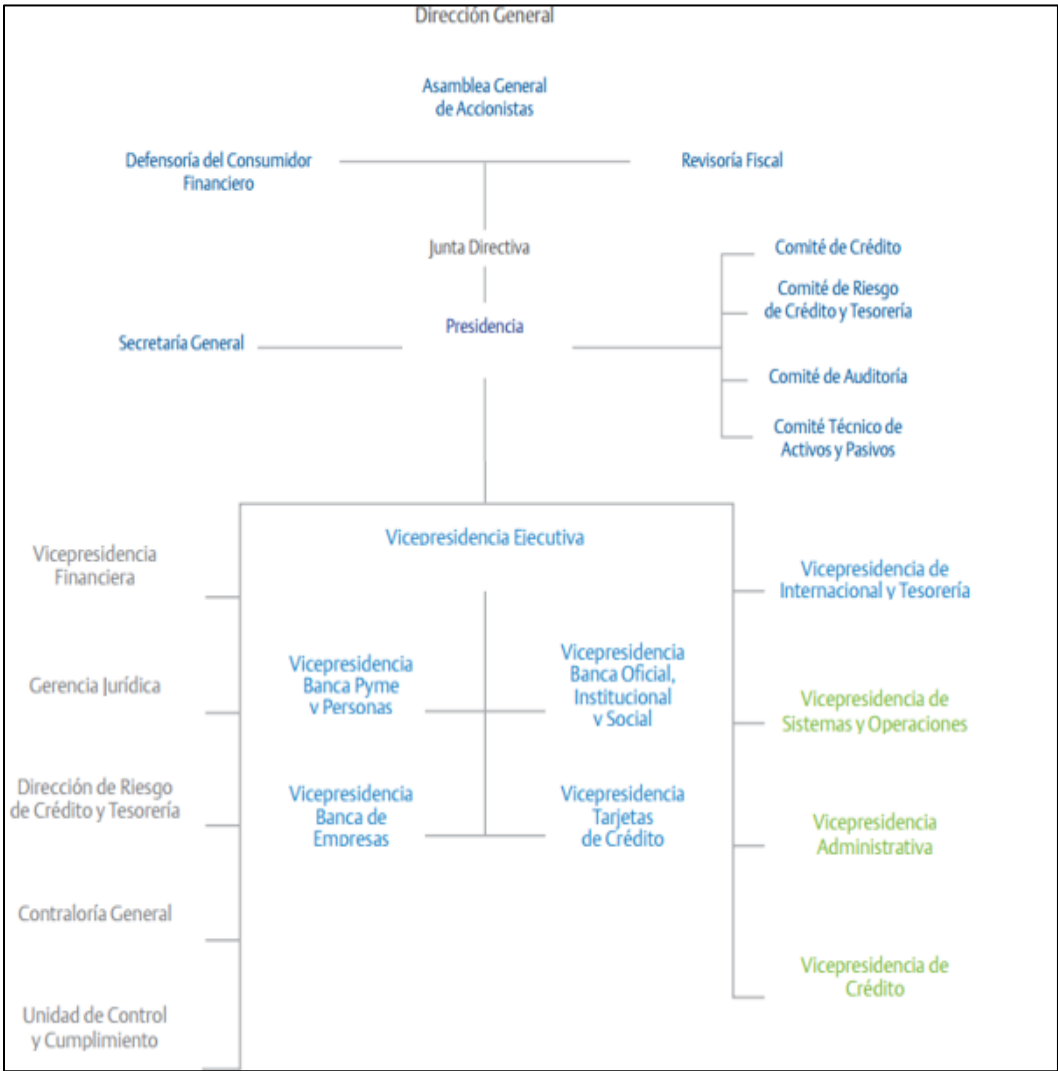 Dirección General
Asamblea General
de Accionistas
Defensoría del Consumidor
Financiero
Revisoría Fiscal
Junta Directiva
Comité de Crédito
Comité de Riesgo
de Crédito y Tesorería
Presidencia
Secretaría General
Comité de Auditoría
Comité Técnico de
Activos y Pasivos
Vicepresidencia Ejecutiva
Vicepresidencia
Financiera
Vicepresidencia de
Internacional y Tesorería
Gerencia Jurídica
Vicepresidencia
Banca Pyme
y Personas
Vicepresidencia
Banca Oficial,
Institucional
y Social
Vicepresidencia de
Sistemas y Operaciones
Dirección de Riesgo
de Crédito y Tesorería
Vicepresidencia
Banca de
Empresas
Vicepresidencia
Tarjetas
de Crédito
Vicepresidencia
Administrativa
Contraloría General
Vicepresidencia de
Crédito
Unidad de Control
y Cumplimiento